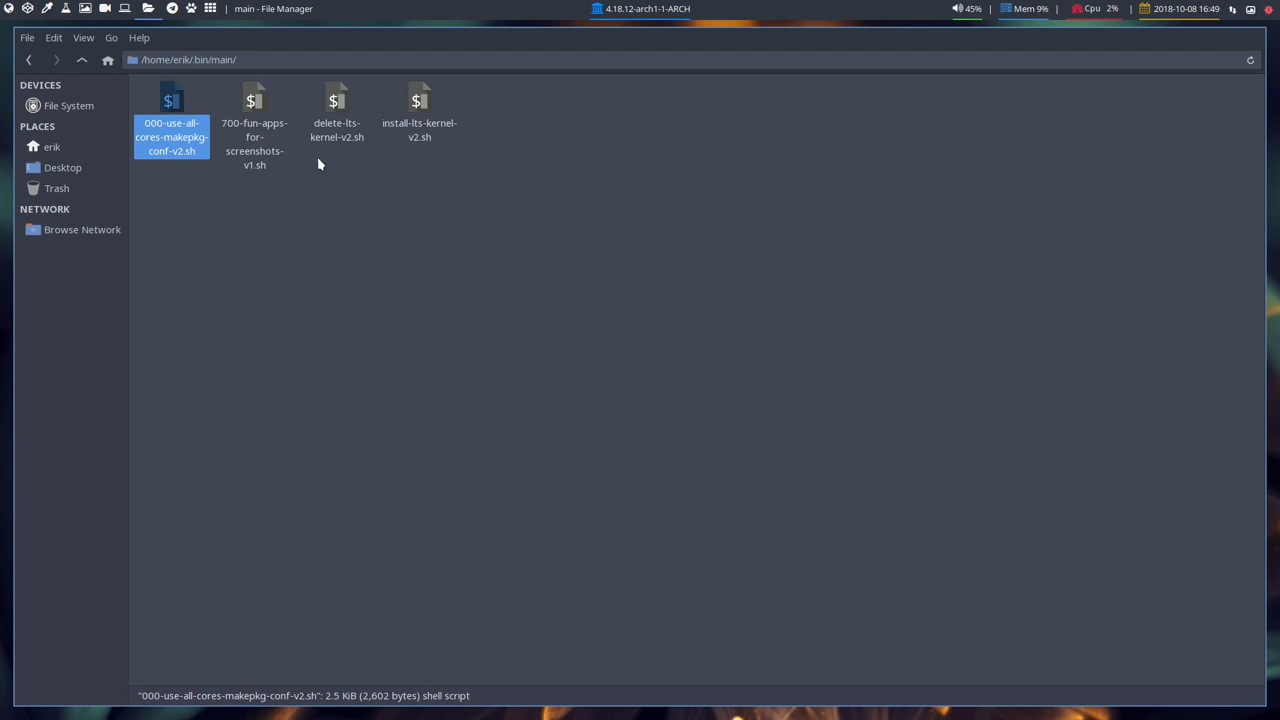 main - File Manager
4.18.12-arch1-1-ARCH
45%
Mem 9%
Cpu 2%
2018-10-08 16:49
File Edit View Go Help
/home/erik/.bin/main/
DEVICES
File System
PLACES
erik
Desktop
Trash
NETWORK
Browse Network
000-use-all-
cores-makepkg-
conf-v2.sh
700-fun-apps-
for-
screenshots-
v1.sh
delete-lts-
kernel-v2.sh
install-lts-kernel-
v2.sh
"000-use-all-cores-makepkg-conf-v2.sh": 2.5 KiB (2,602 bytes) shell script